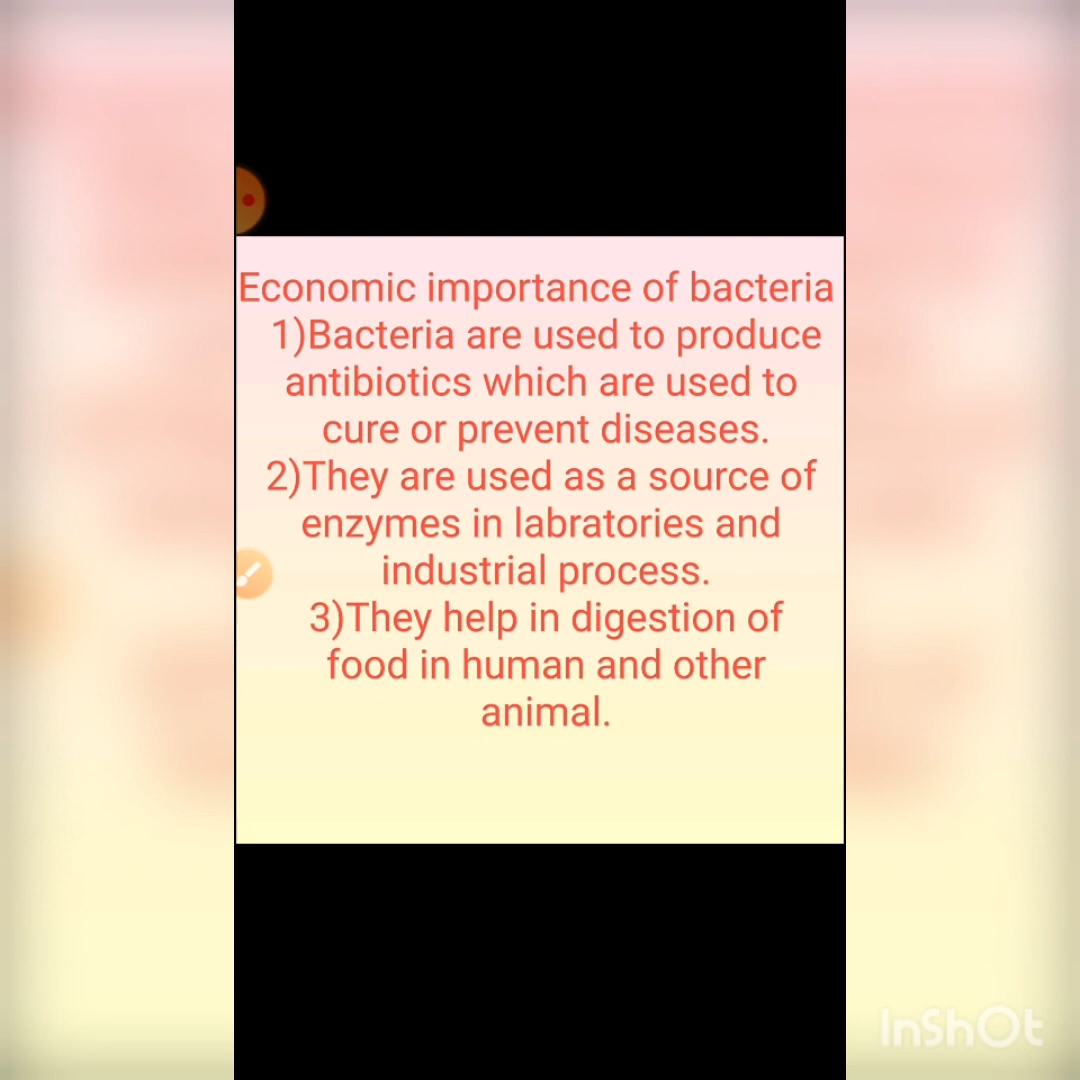 Economic importance of bacteria
1)Bacteria are used to produce
antibiotics which are used to
cure or prevent diseases.
2)They are used as a source of
enzymes in labratories and
industrial process.
3)They help in digestion of
food in human and other
animal.
InShOt